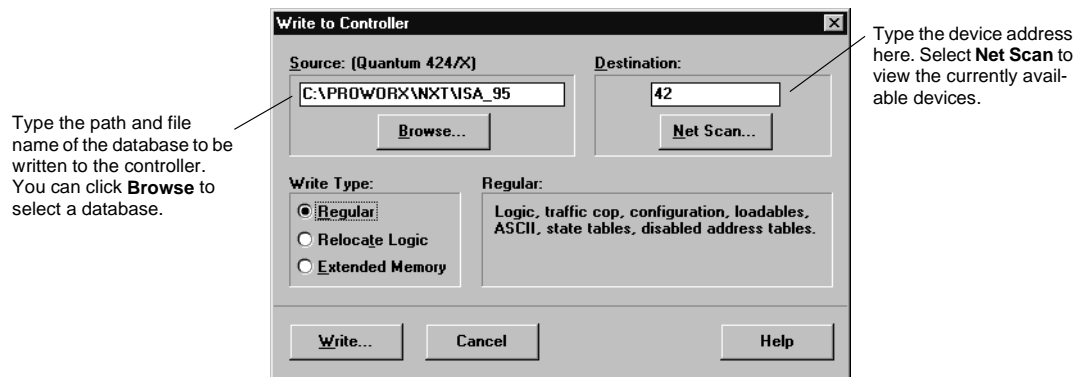 Write to Controller
Type the device address
here. Select Net Scan to
view the currently avail-
able devices.
Source: (Quantum 424/X)
Destination:
C:\PROWORX\NXT\ISA_95
42
Browse...
Net Scan...
Type the path and file
name of the database to be
written to the controller.
You can click Browse to
select a database.
Write Type:
Regular:
Regular
Relocate Logic
Extended Memory
Logic, traffic cop, configuration, loadables,
ASCII, state tables, disabled address tables.
Write...
Cancel
Help